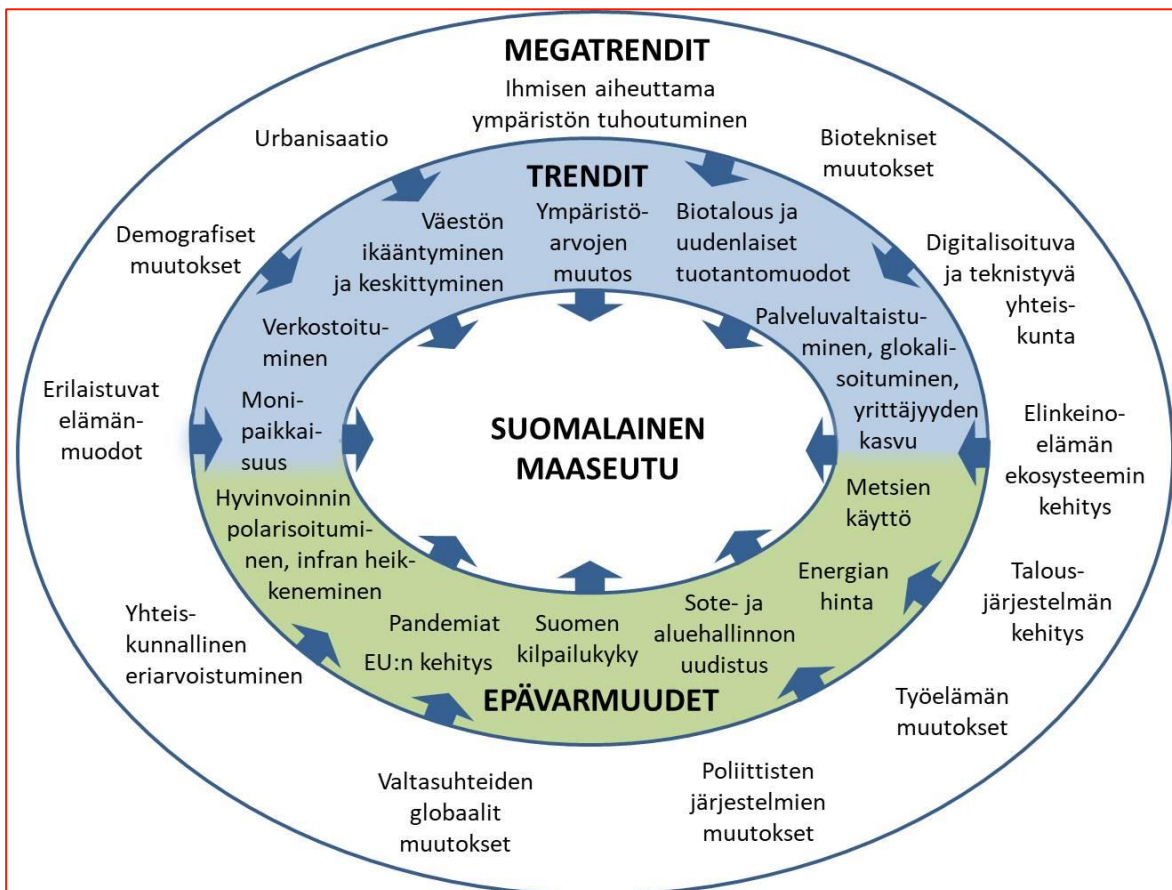 MEGATRENDIT
Ihmisen aiheuttama
ympäristön tuhoutuminen
Urbanisaatio
Biotekniset
muutokset
Demografiset
muutokset
Digitalisoituva
ja teknistyvä
yhteis-
kunta
Erilaistuvat
elämän-
muodot
Elinkeino-
elämän
ekosysteemin
kehitys
Yhteis-
kunnallinen
eriarvoistuminen
Talous-
järjestelmän
kehitys
Työelämän
muutokset
Valtasuhteiden
globaalit
muutokset
Poliittisten
järjestelmien
muutokset
TRENDIT
Väestön
ikääntyminen
ja keskittyminen
Ympäristö-
arvojen
muutos
Biotalous ja
uudenlaiset
tuotantomuodot
Verkostoitu-
minen
Palveluvaltaistu-
minen, glokali-
soituminen,
yrittäjyyden
kasvu
Moni-
paikkai-
suus
SUOMALAINEN
MAASEUTU
Hyvinvoinnin
polarisoitumi-
nen, infran heik-
keneminen
Metsien
käyttö
Energian
hinta
Pandemiat
EU:n kehitys
Suomen
kilpailukyky
Sote- ja
aluehallinnon
uudistus
EPÄVARMUUDET